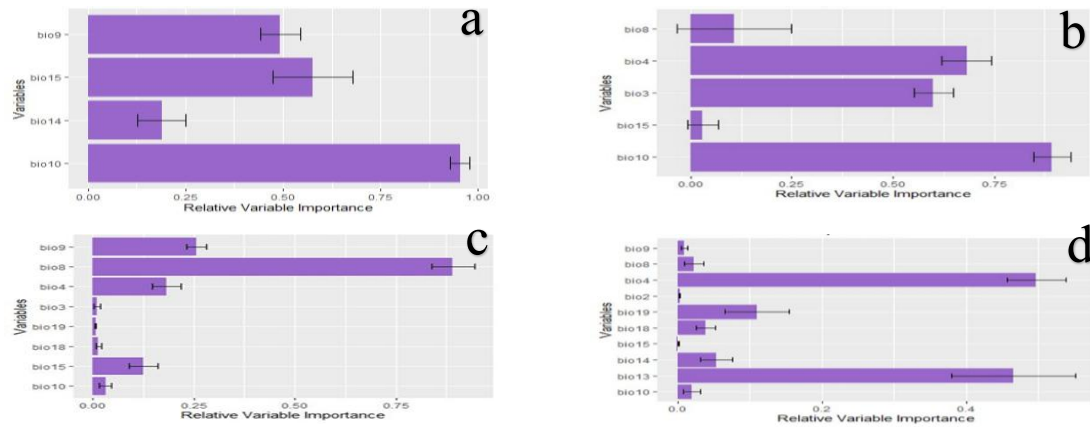 a
bio9
bio15
bio14
bio10
Variables
0.00
0.25
0.50
0.75
1.00
Relative Variable Importance
b
bio8
bio4
bio3
bio15
bio10
Variables
0.00
0.25
0.50
0.75
Relative Variable Importance
c
bio9
bio8
bio4
bio3
bio19
bio18
bio15
bio10
Variables
0.00
0.25
0.50
0.75
Relative Variable Importance
d
bio9
bio8
bio4
bio2
bio19
bio18
bio15
bio14
bio13
bio10
Variables
0.0
0.2
0.4
Relative Variable Importance